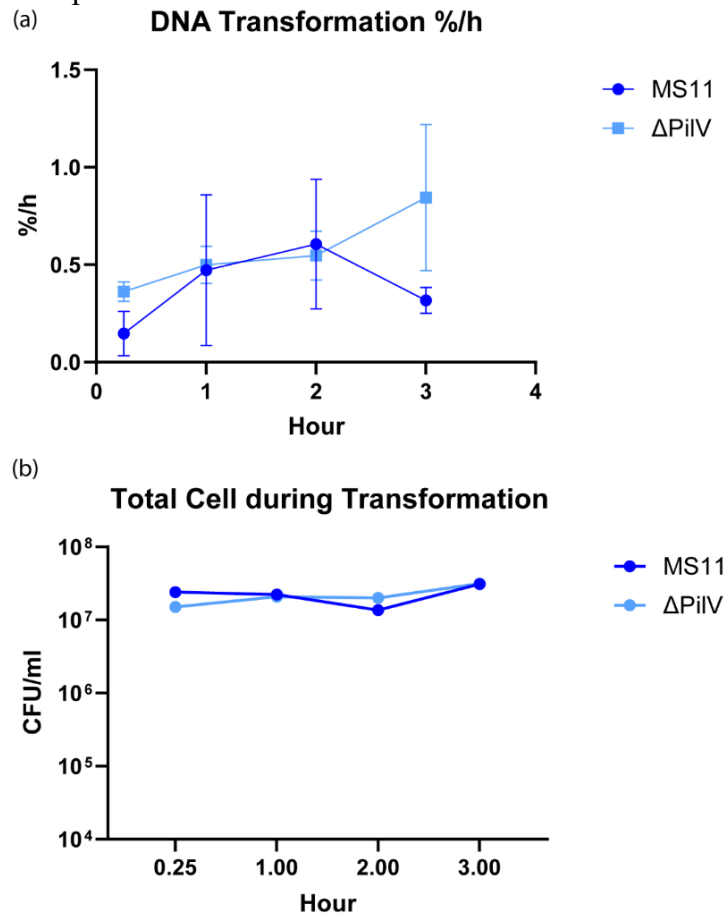 (a)
DNA Transformation %/h
1.5
1.0
0.5
0.0
%/h
0 1 2 3 4
Hour
MS11
ΔPilV
(b)
Total Cell during Transformation
10⁸
10⁷
10⁶
10⁵
10⁴
CFU/ml
0.25 1.00 2.00 3.00
Hour
MS11
ΔPilV